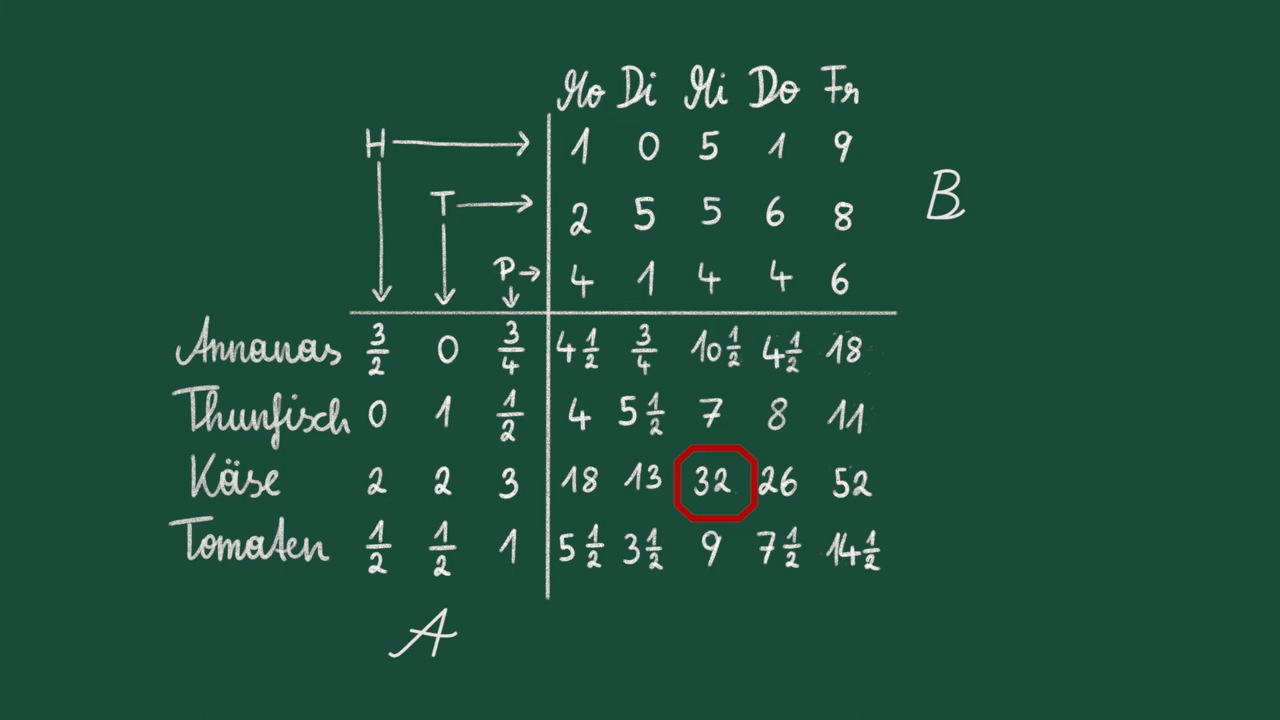 Mo Di Mi Do Fr
H 1 0 5 1 9
B
T 2 5 5 6 8
P 4 1 4 4 6
Annanas 3/2 0 3/4 4 1/2 3/4 10 1/2 4 1/2 18
Thunfisch 0 1 1/2 4 5 1/2 7 8 11
Käse 2 2 3 18 13 32 26 52
Tomaten 1/2 1/2 1 5 1/2 3 1/2 9 7 1/2 14 1/2
A